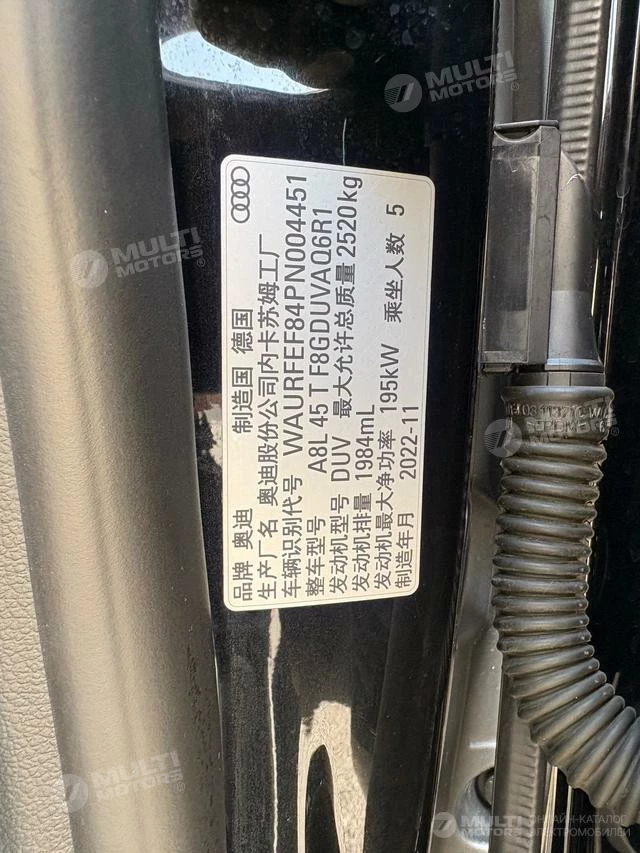 品牌 奥迪 制造国 德国
生产厂名 奥迪股份公司内卡苏姆工厂
车辆识别代号 WAURFEF84PN004451
整车型号 A8L 45 T F8GDUVAQ6R1
发动机型号 DUV 最大允许总质量 2520kg
发动机排量 1984mL
发动机最大净功率 195kW 乘坐人数 5
制造年月 2022-11
MULTI
MOTORS®
MULTI
MOTORS®
MULTI
MOTORS®
MULTI
MOTORS®
MULTI
MOTORS
ОНЛАЙН-КАТАЛОГ
ЭЛЕКТРОМОБИЛЕЙ